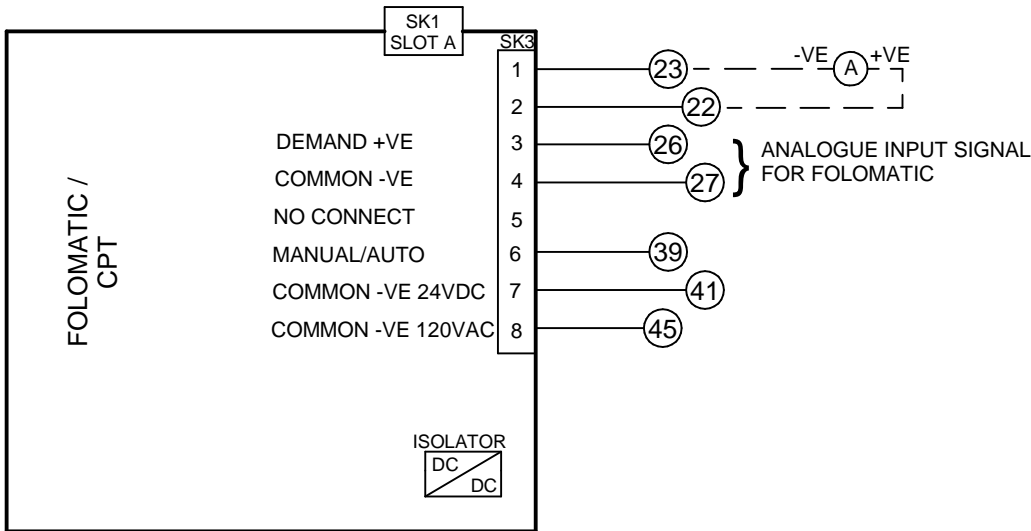 SK1
SLOT A
SK3
1
23
-VE
A
+VE
2
22
DEMAND +VE
3
26
ANALOGUE INPUT SIGNAL
FOR FOLOMATIC
COMMON -VE
4
27
NO CONNECT
5
MANUAL/AUTO
6
39
COMMON -VE 24VDC
7
41
COMMON -VE 120VAC
8
45
FOLOMATIC /
CPT
ISOLATOR
DC
DC